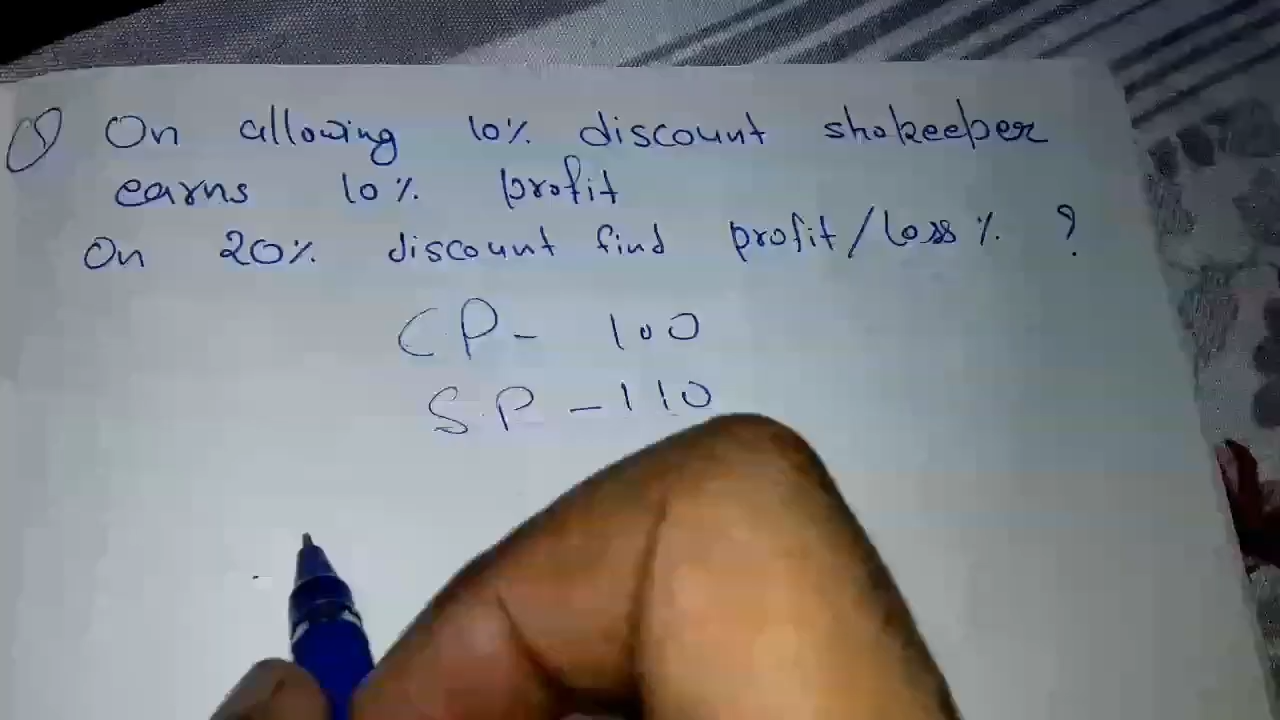 Q On allowing 10% discount shokeeper
earns 10% profit
On 20% discount find profit/loss %. ?
CP- 100
S.P - 110